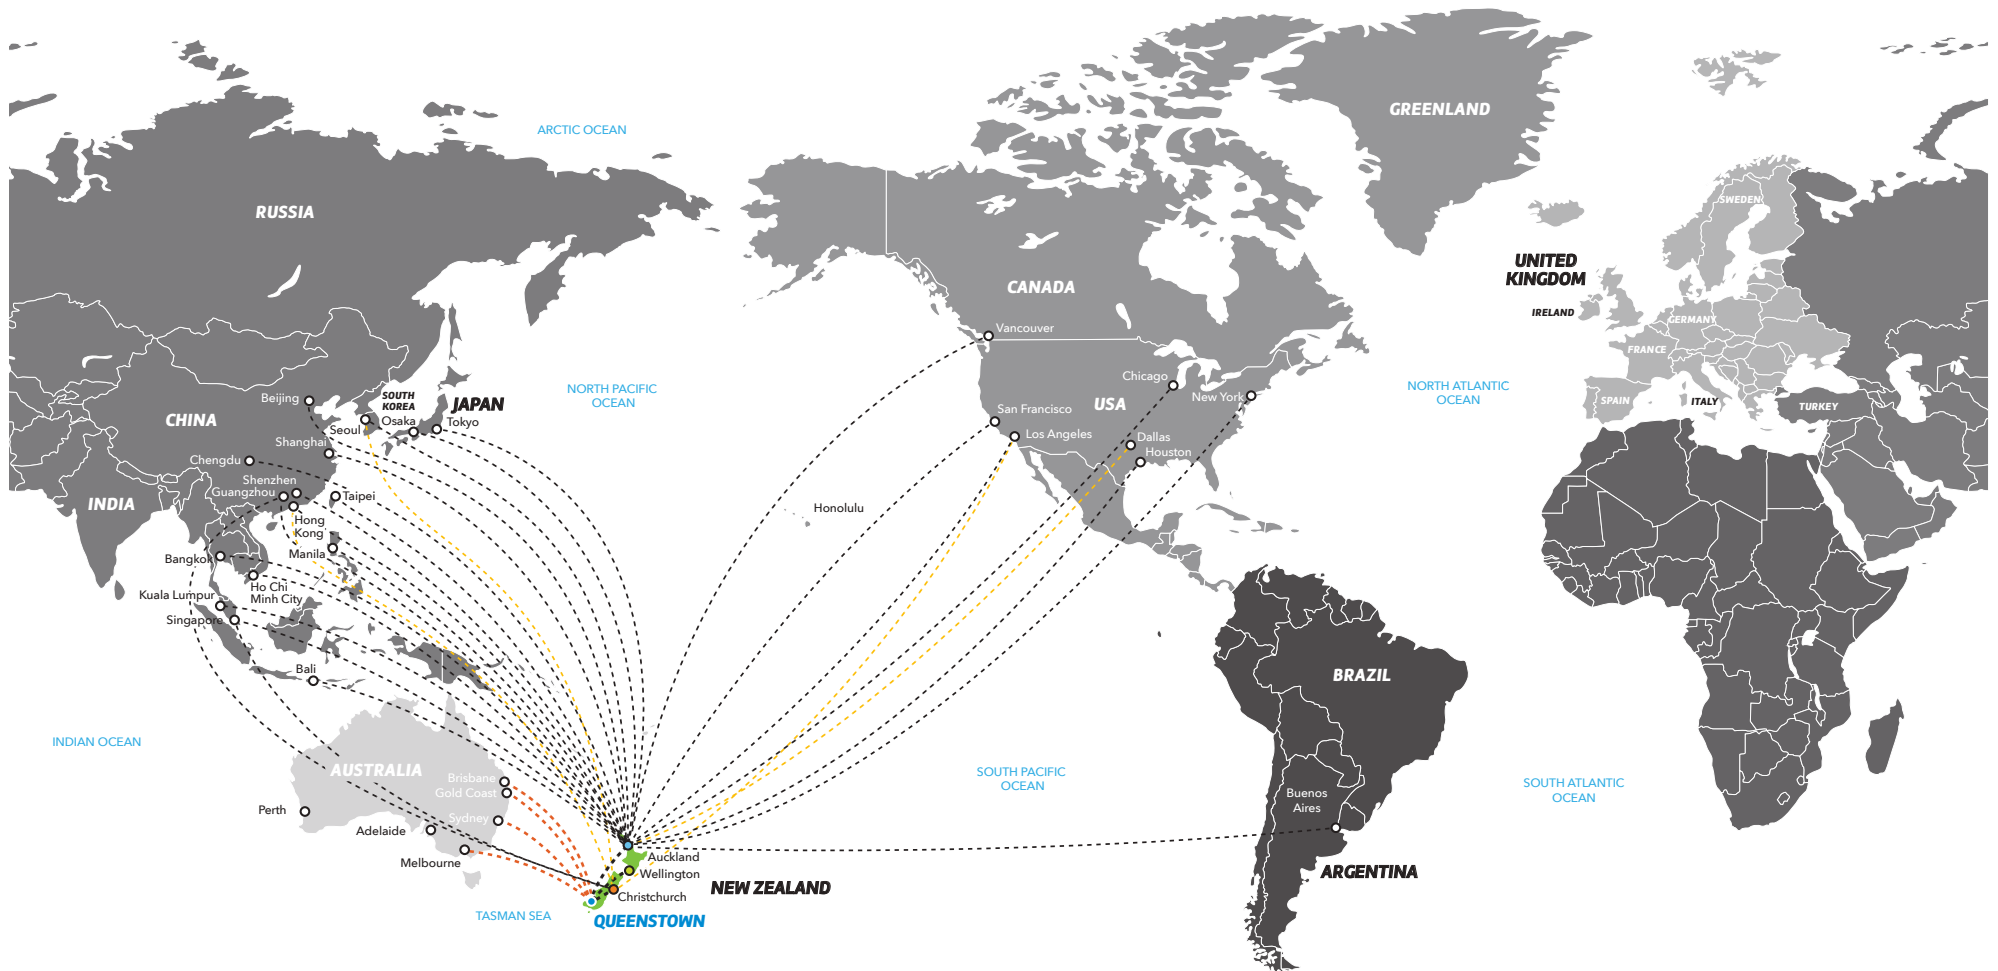 ARCTIC OCEAN
GREENLAND
RUSSIA
SWEDEN
UNITED
KINGDOM
CANADA
IRELAND
GERMANY
Vancouver
FRANCE
Chicago
NORTH PACIFIC
OCEAN
NORTH ATLANTIC
OCEAN
Beijing
SOUTH
KOREA
JAPAN
New York
USA
SPAIN
ITALY
TURKEY
CHINA
Seoul
Osaka
Tokyo
San Francisco
Los Angeles
Dallas
Houston
Shanghai
Chengdu
Shenzhen
Guangzhou
Taipei
INDIA
Honolulu
Hong
Kong
Manila
Bangkok
Ho Chi
Minh City
Kuala Lumpur
Singapore
Bali
BRAZIL
INDIAN OCEAN
AUSTRALIA
Brisbane
Gold Coast
SOUTH PACIFIC
OCEAN
SOUTH ATLANTIC
OCEAN
Buenos
Aires
Perth
Sydney
Adelaide
Melbourne
Auckland
Wellington
ARGENTINA
NEW ZEALAND
Christchurch
TASMAN SEA
QUEENSTOWN